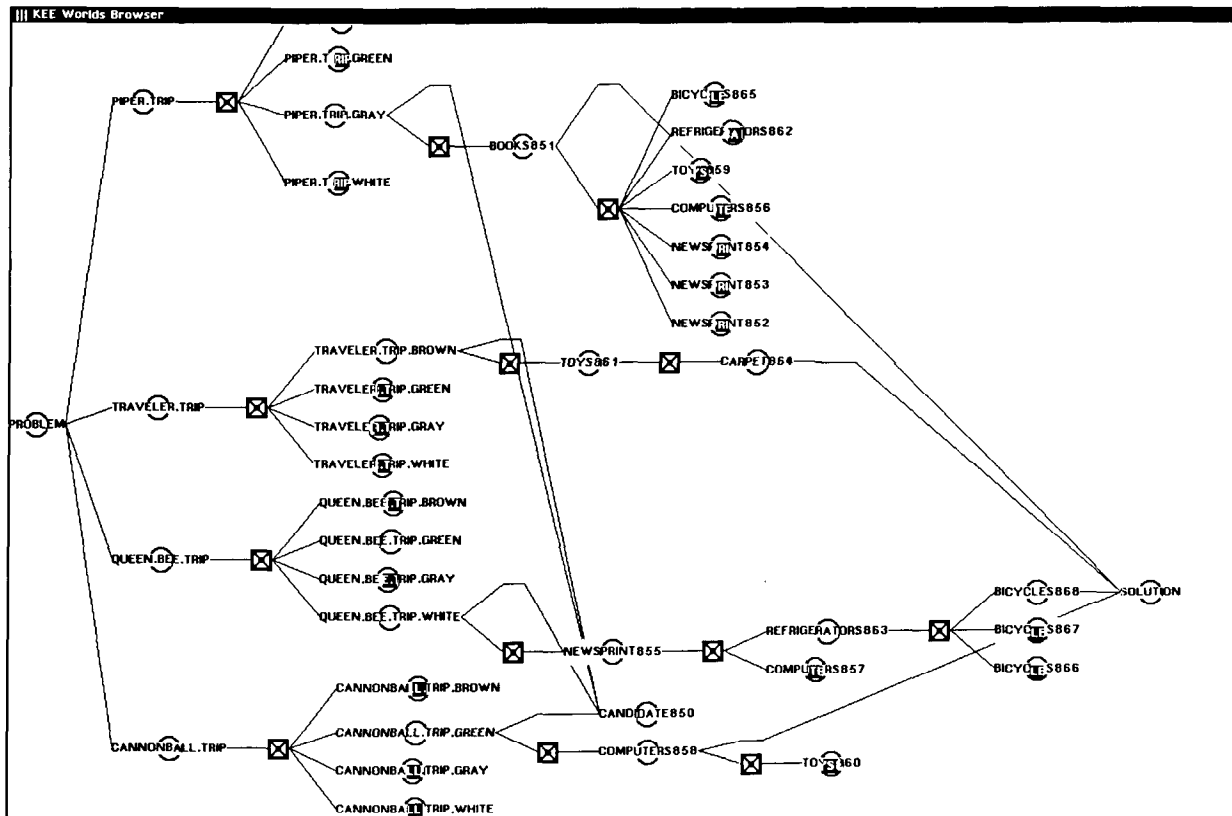 KEE Worlds Browser
PIPER.TRIP.GREEN
BICYCLES865
PIPER.TRIP
PIPER.TRIP.GRAY
REFRIGERATORS862
BOOKS851
TOYS859
PIPER.TRIP.WHITE
COMPUTERS856
NEWSPRINT854
NEWSPRINT853
NEWSPRINT852
TRAVELER.TRIP.BROWN
TOYS861
CARPET864
TRAVELER.TRIP.GREEN
TRAVELER.TRIP
PROBLEM
TRAVELER.TRIP.GRAY
TRAVELER.TRIP.WHITE
QUEEN.BEE.TRIP.BROWN
QUEEN.BEE.TRIP.GREEN
QUEEN.BEE.TRIP
QUEEN.BEE.TRIP.GRAY
BICYCLES868
SOLUTION
QUEEN.BEE.TRIP.WHITE
REFRIGERATORS863
BICYCLES867
NEWSPRINT855
COMPUTERS857
BICYCLES866
CANNONBALL.TRIP.BROWN
CANDIDATE850
CANNONBALL.TRIP.GREEN
CANNONBALL.TRIP
COMPUTERS858
TOYS860
CANNONBALL.TRIP.GRAY
CANNONBALL.TRIP.WHITE